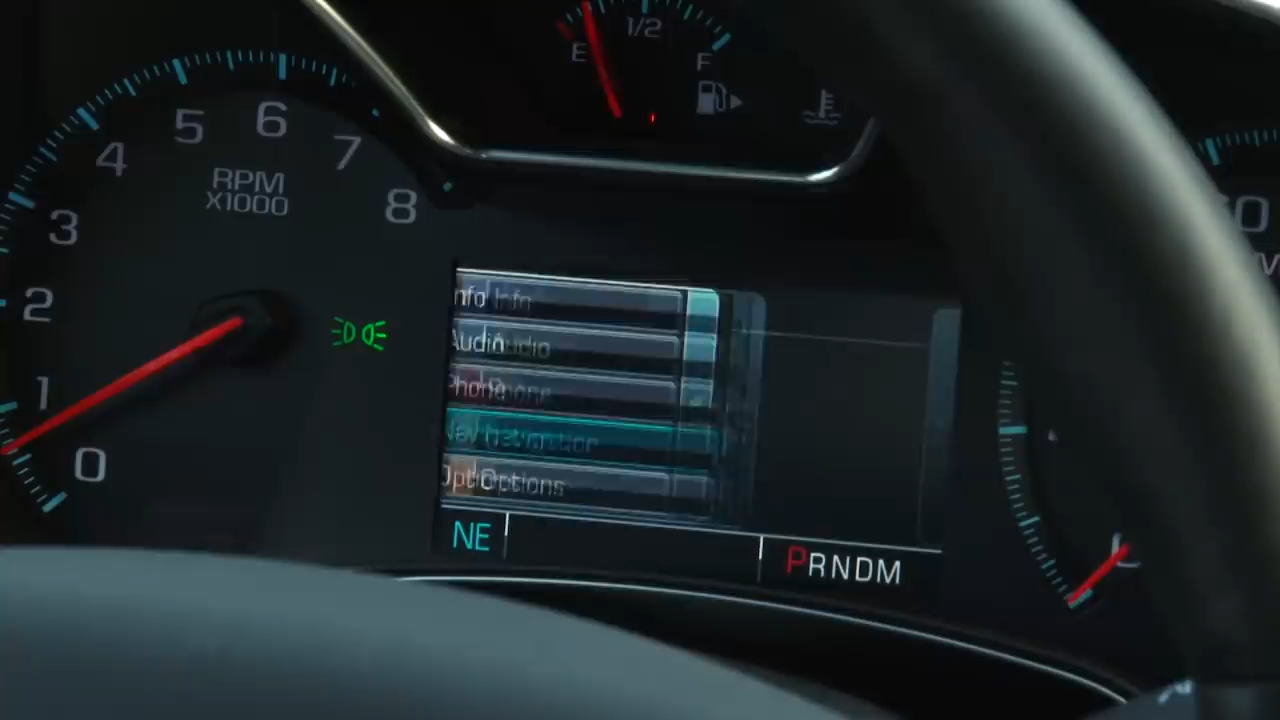 1/2
E
F
6
5
7
4
RPM
X1000
8
3
2
1
0
Info
Audio
Phone
Navigation
Options
NE
PRNDM